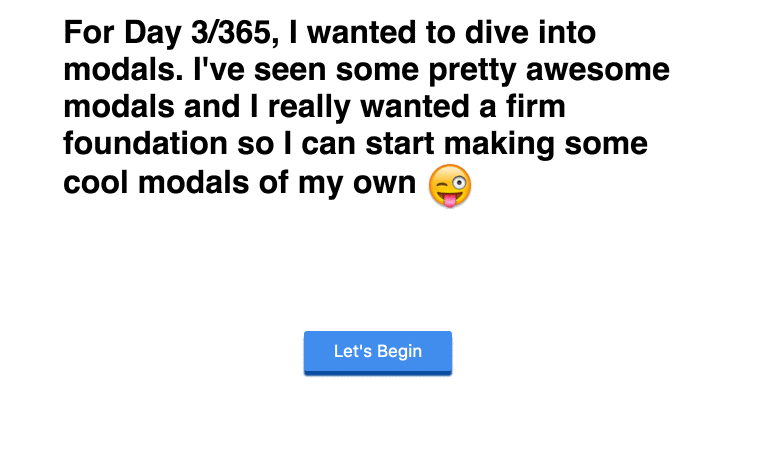 For Day 3/365, I wanted to dive into
modals. I've seen some pretty awesome
modals and I really wanted a firm
foundation so I can start making some
cool modals of my own 😜
Let's Begin